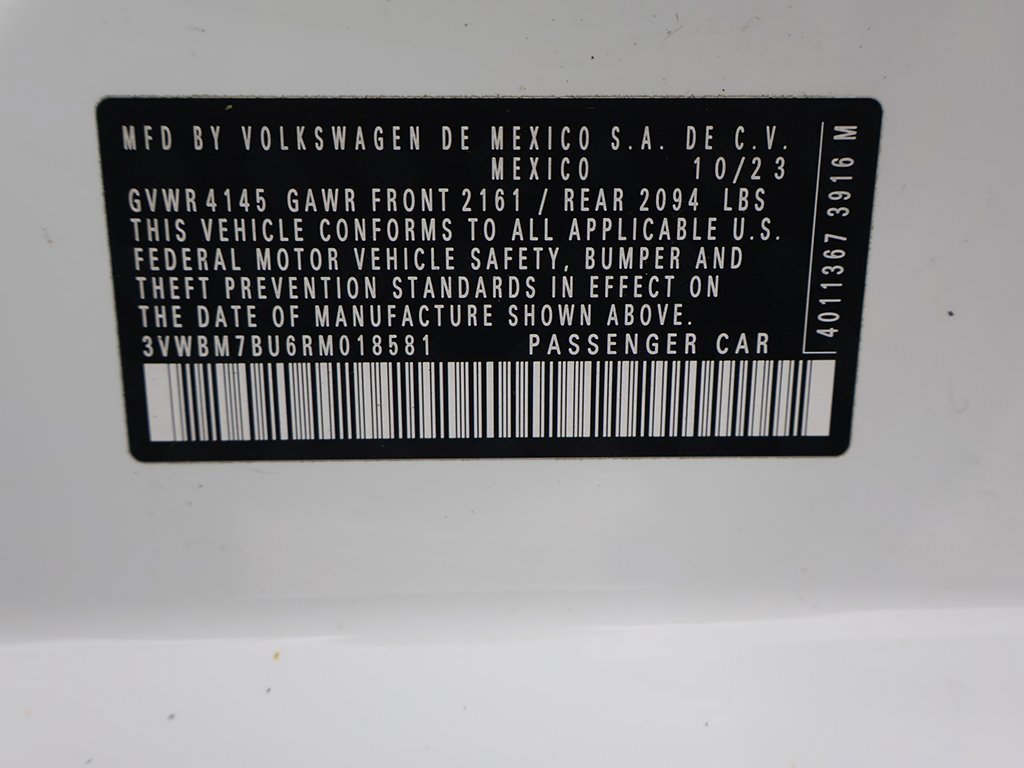 MFD BY VOLKSWAGEN DE MEXICO S.A. DE C.V.
MEXICO 10/23
GVWR 4145 GAWR FRONT 2161 / REAR 2094 LBS
THIS VEHICLE CONFORMS TO ALL APPLICABLE U.S.
FEDERAL MOTOR VEHICLE SAFETY, BUMPER AND
THEFT PREVENTION STANDARDS IN EFFECT ON
THE DATE OF MANUFACTURE SHOWN ABOVE.
3VWBM7BU6RM018581 PASSENGER CAR
4011367 3916 M